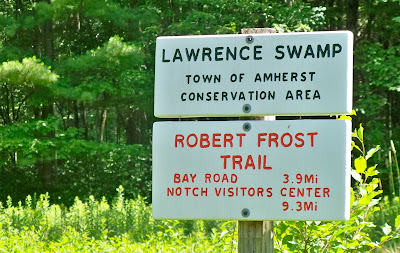 LAWRENCE SWAMP
TOWN OF AMHERST
CONSERVATION AREA
ROBERT FROST
TRAIL
BAY ROAD 3.9Mi
NOTCH VISITORS CENTER
9.3Mi